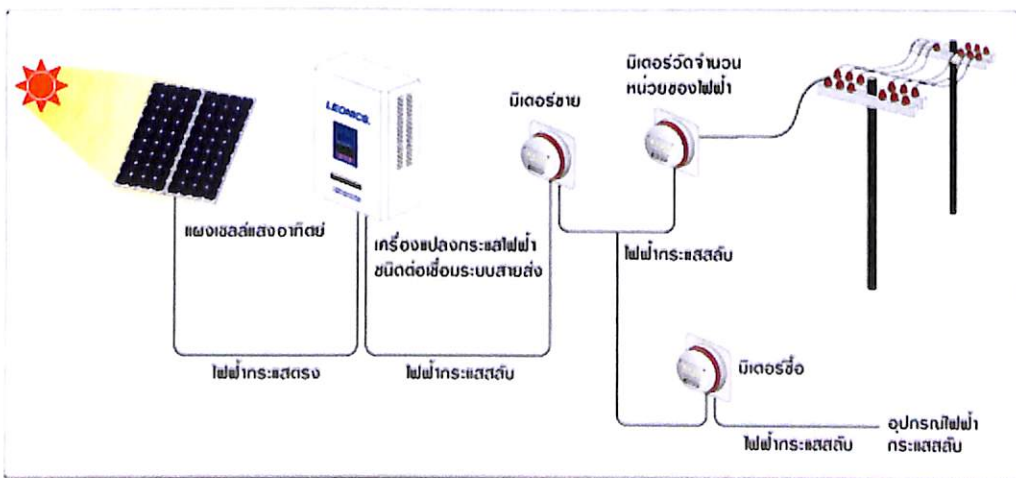 มิเตอร์วัดจำนวน
หน่วยของไฟฟ้า
มิเตอร์ขาย
LEONICS.
แผงเซลล์แสงอาทิตย์
เครื่องแปลงกระแสไฟฟ้า
ชนิดต่อเชื่อมระบบสายส่ง
ไฟฟ้ากระแสสลับ
ไฟฟ้ากระแสตรง
ไฟฟ้ากระแสสลับ
มิเตอร์ซื้อ
ไฟฟ้ากระแสสลับ
อุปกรณ์ไฟฟ้า
กระแสสลับ